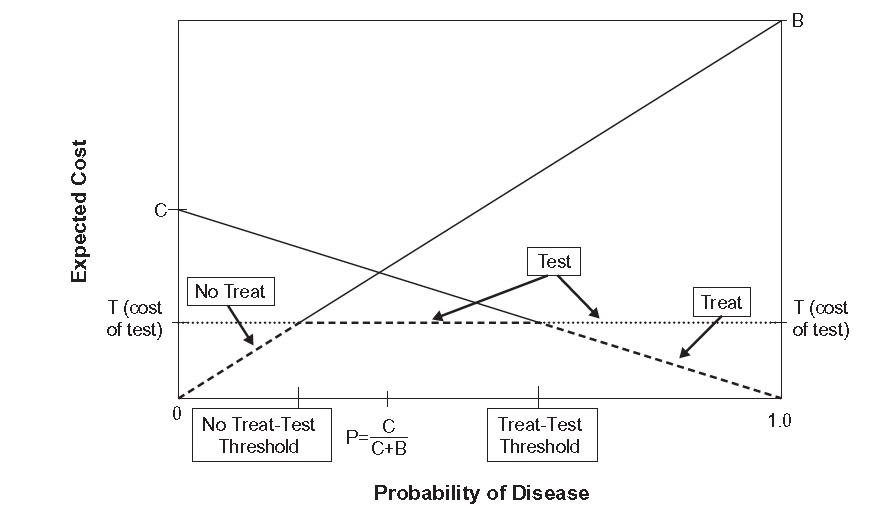 B
C
Expected Cost
Test
No Treat
Treat
T (cost
of test)
T (cost
of test)
0
1.0
No Treat-Test
Threshold
P=C
C+B
Treat-Test
Threshold
Probability of Disease